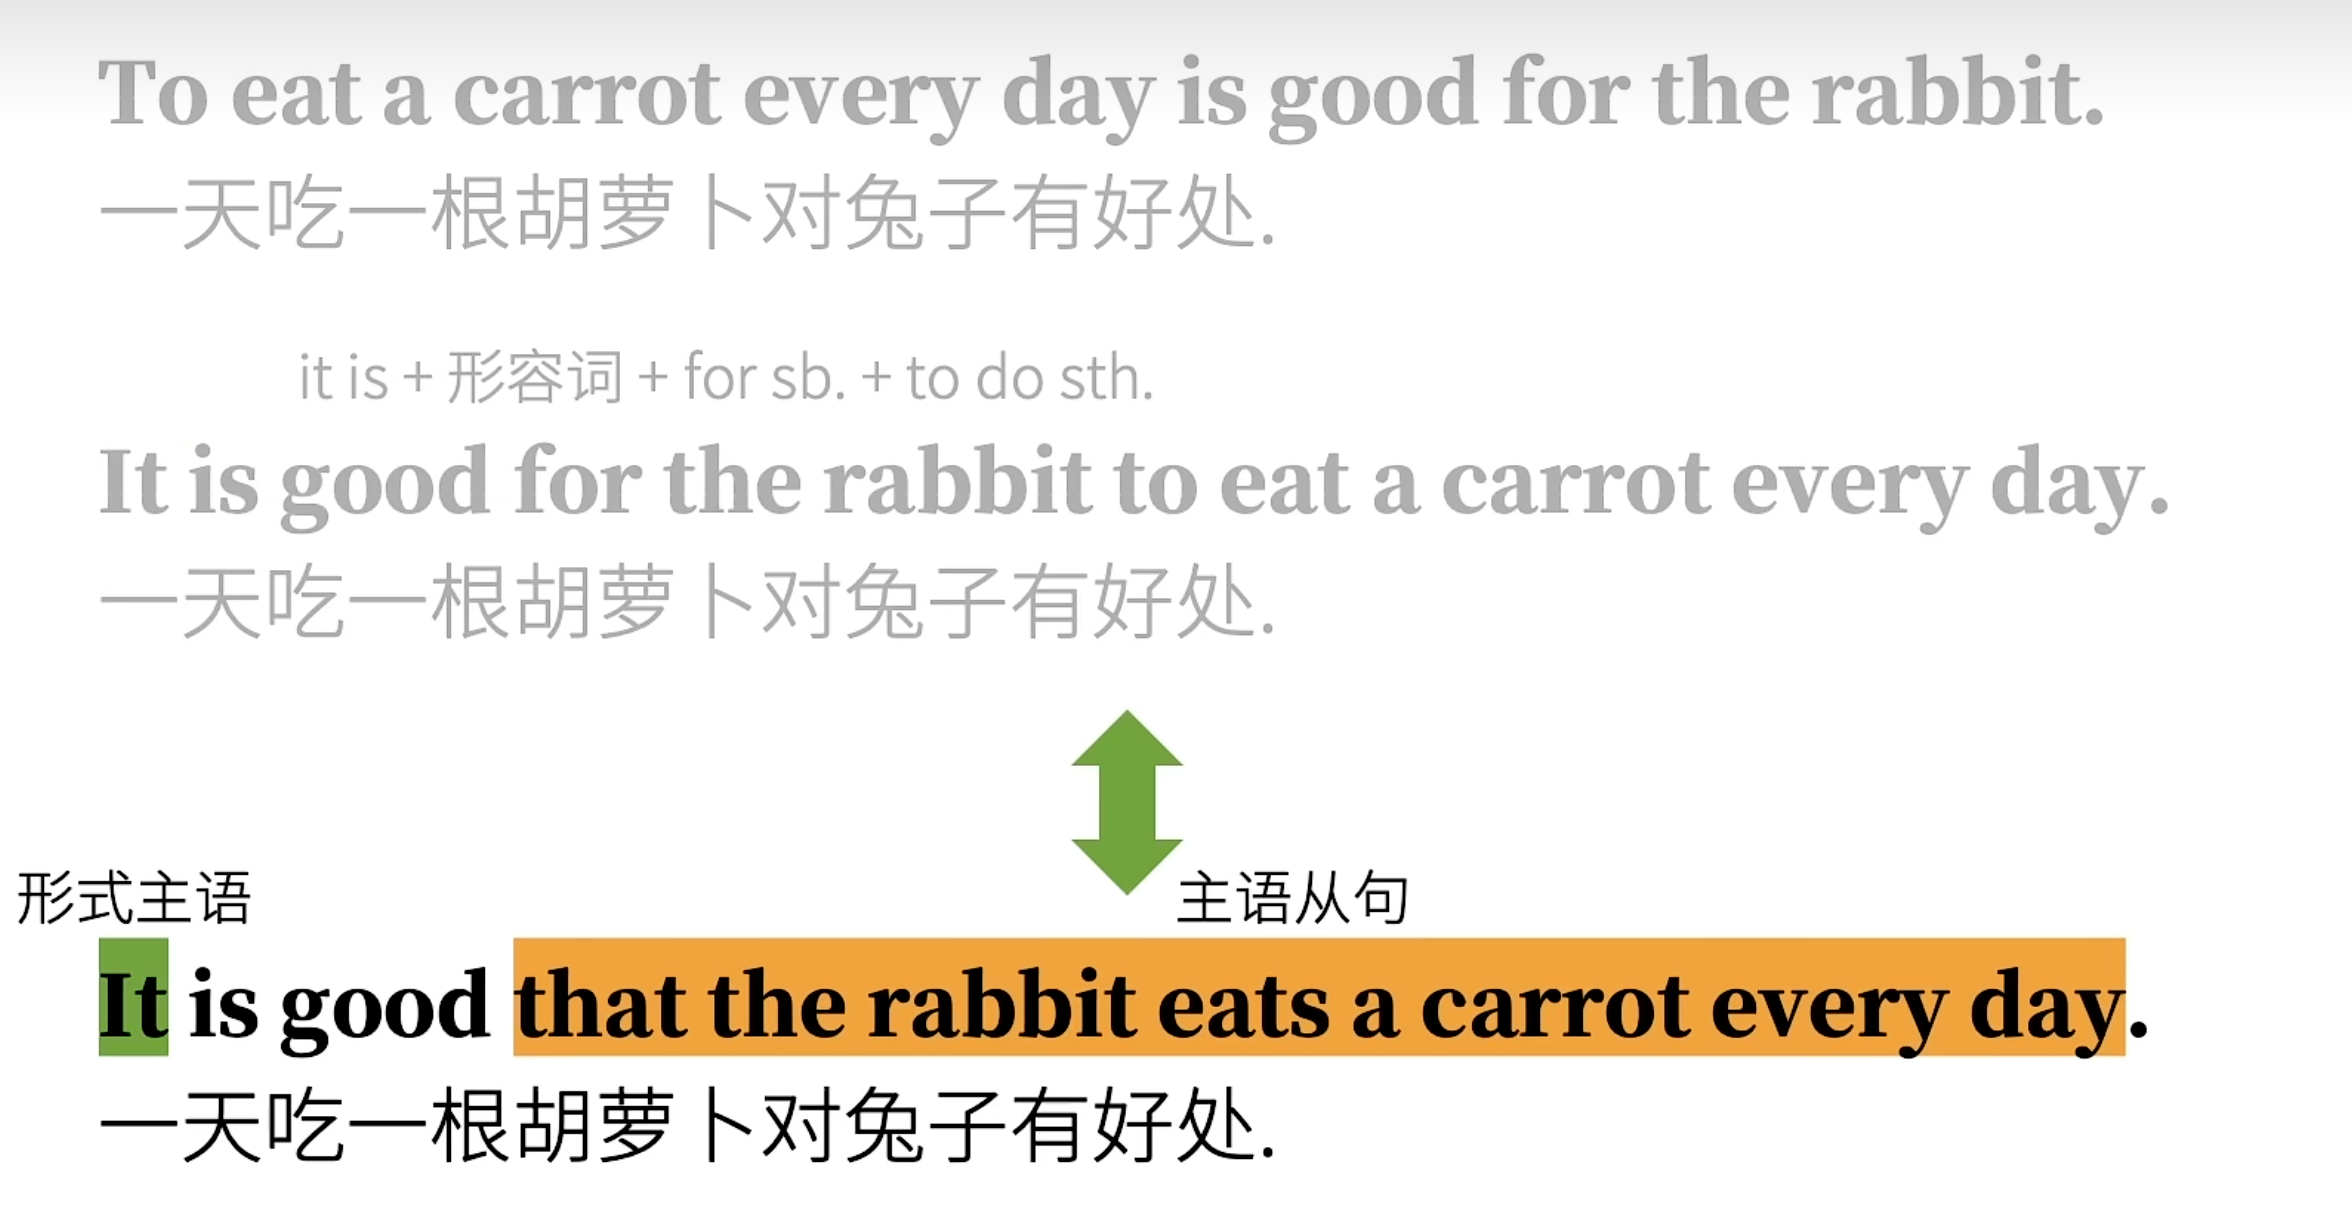 To eat a carrot every day is good for the rabbit.
一天吃一根胡萝卜对兔子有好处.
it is + 形容词 + for sb. + to do sth.
It is good for the rabbit to eat a carrot every day.
一天吃一根胡萝卜对兔子有好处.
形式主语 主语从句
It is good that the rabbit eats a carrot every day.
一天吃一根胡萝卜对兔子有好处.